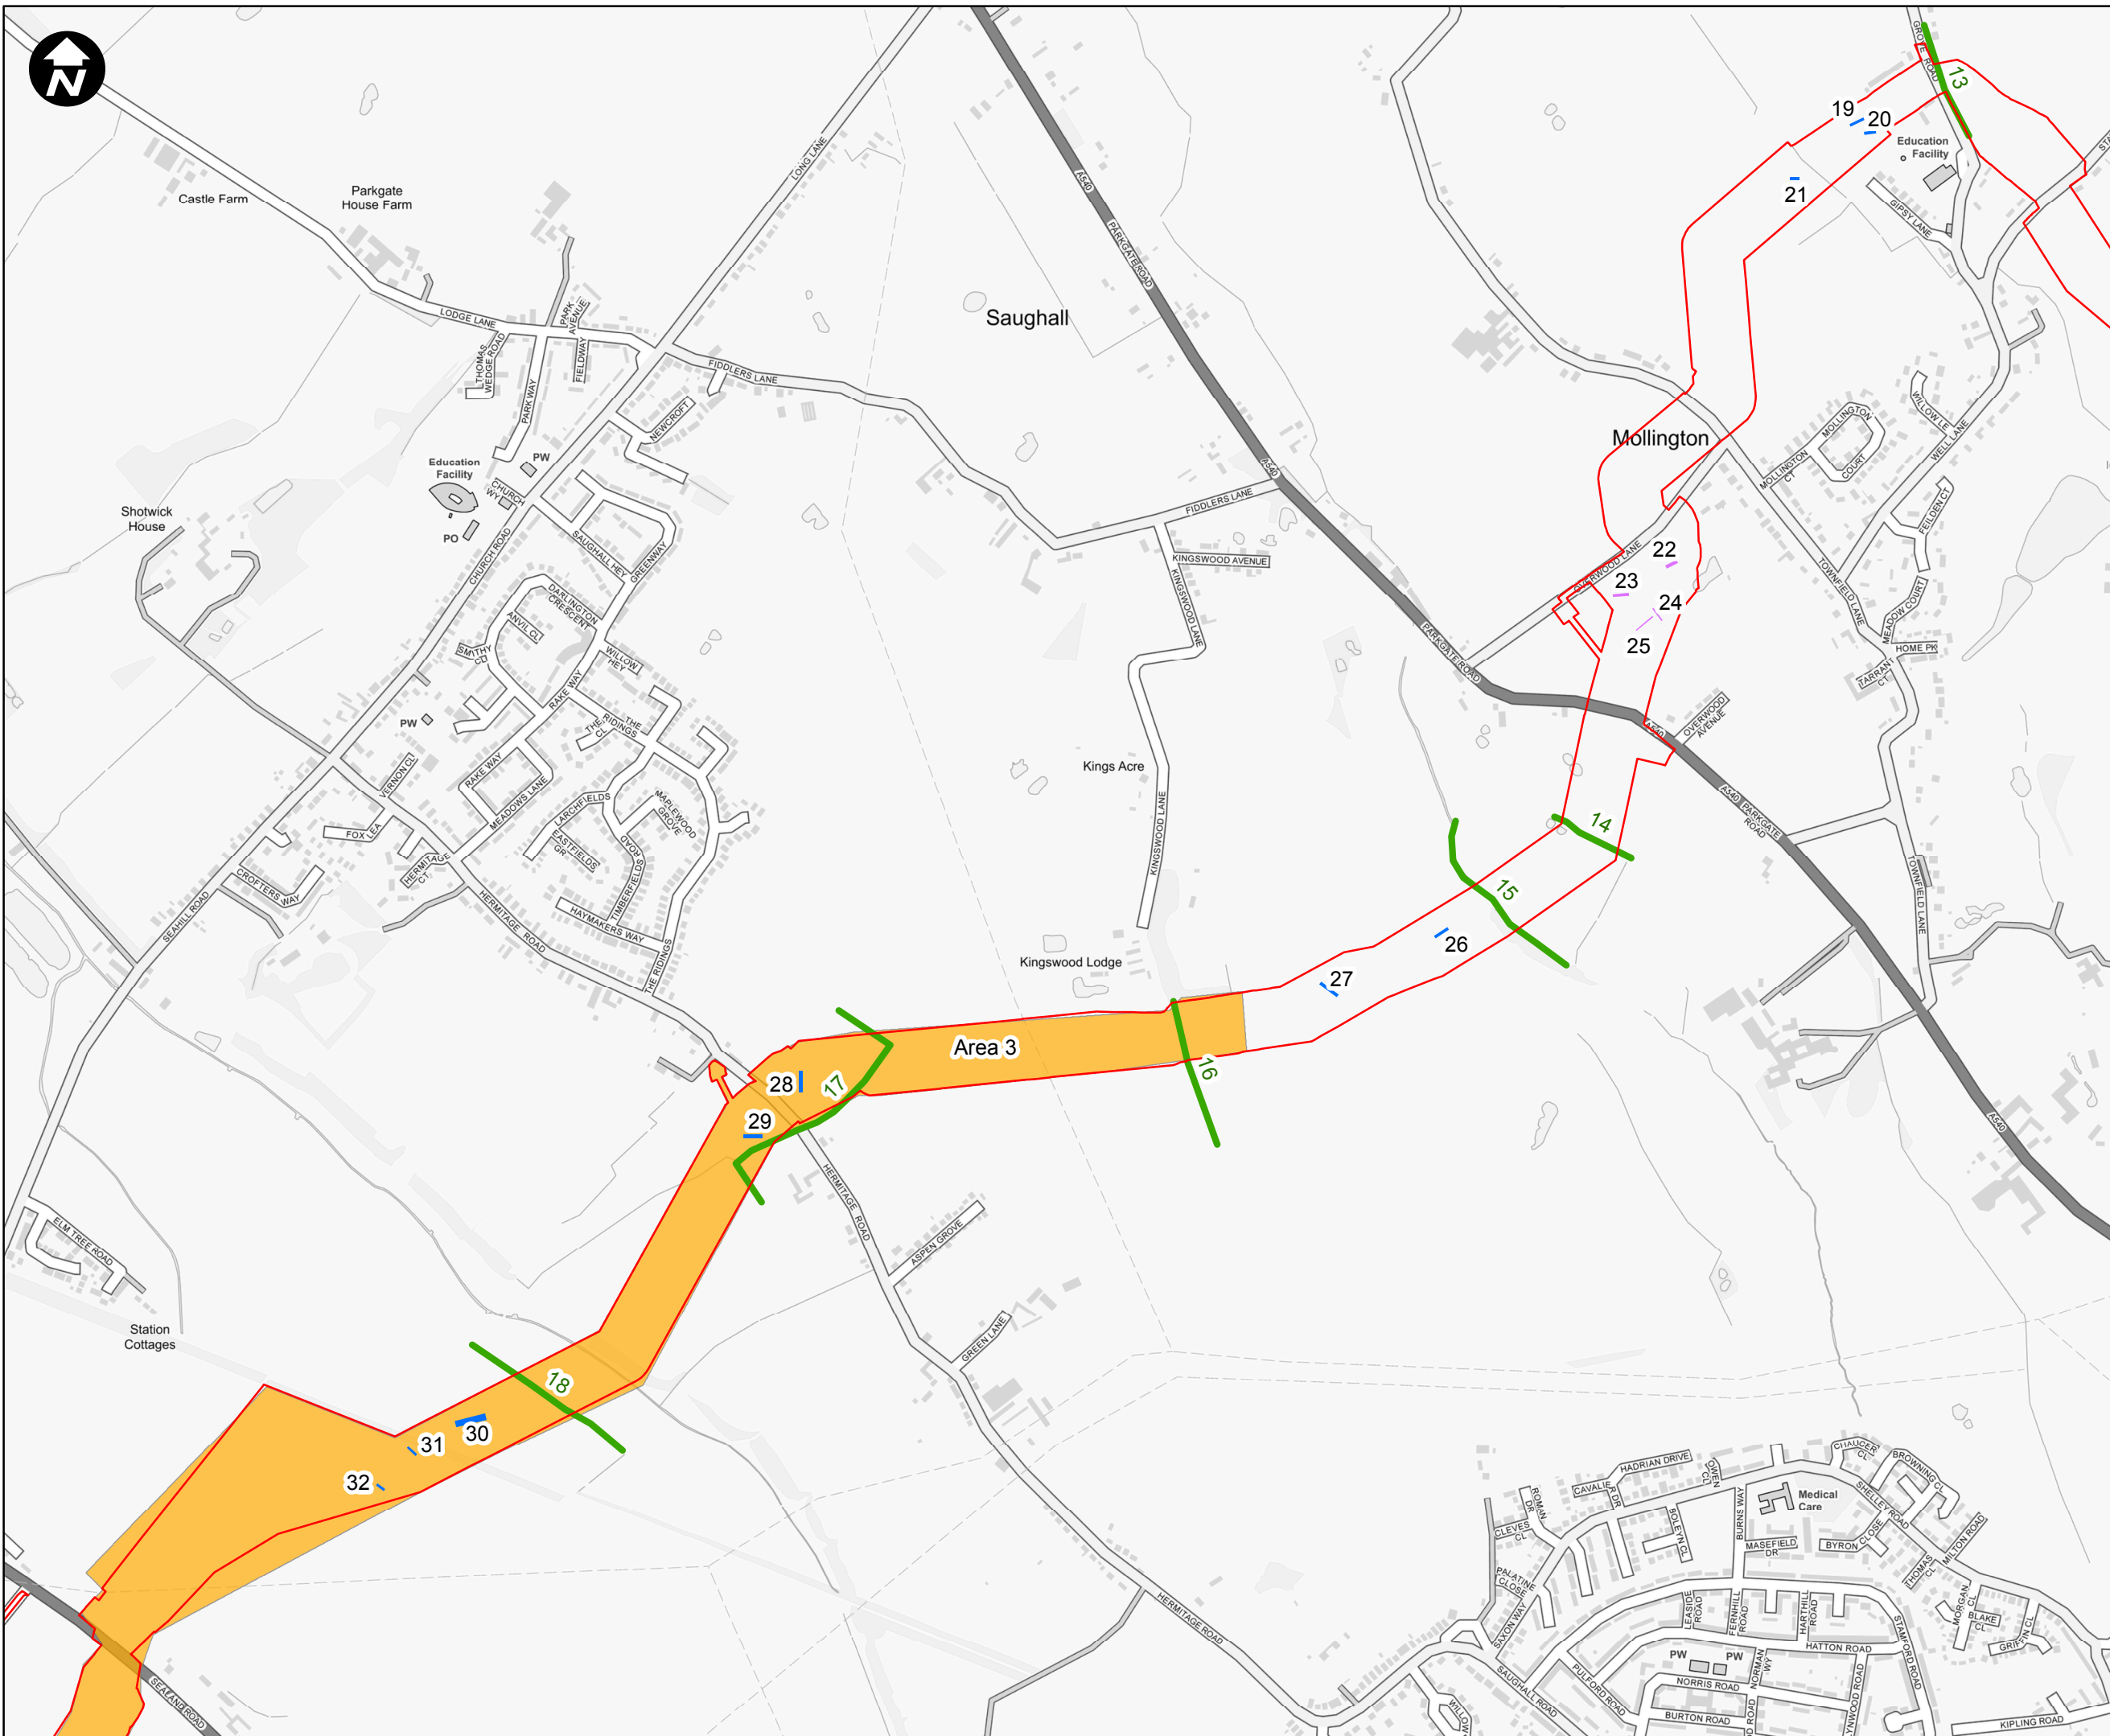 N
GROVE ROAD
13
19
20
Education
Facility
21
GIPSY LANE
LONG LANE
A540
PARKGATE ROAD
Castle Farm
Parkgate
House Farm
LODGE LANE
PARK
AVENUE
THOMAS
WEDGE ROAD
FIELDWAY
PARK WAY
FIDDLERS LANE
Saughall
NEWCROFT
Mollington
MOLLINGTON
COURT
MOLLINGTON
CT
WELL LANE
FEILDEN CT
Education
Facility
PW
CHURCH
WY
PO
Shotwick
House
A540
FIDDLERS LANE
SAUGHALL HEY
GREENWAY
CHURCH ROAD
KINGSWOOD AVENUE
KINGSWOOD LANE
OVERWOOD LANE
22
23
24
25
TOWNFIELD LANE
MEADOW COURT
HOME PK
TARRANT
CT
DARLINGTON
CRESCENT
ANVIL CL
SMITHY
CL
WILLOW
HEY
RAKE WAY
THE
RIDINGS
THE
CL
PW
PARKGATE ROAD
A540
OVERWOOD
AVENUE
RAKE WAY
VERNON CL
MEADOWS LANE
LARCHFIELDS
MAPLEWOOD
GROVE
FOX LEA
EASTFIELDS
GR
HERMITAGE
CT
TIMBERFIELDS
ROAD
Kings Acre
KINGSWOOD LANE
A540 PARKGATE
ROAD
14
15
TOWNFIELD LANE
CROFTERS WAY
SEAHILL ROAD
HERMITAGE ROAD
HAYMAKERS WAY
THE RIDINGS
Kingswood Lodge
26
27
Area 3
16
17
28
29
A540
HERMITAGE ROAD
ELM TREE ROAD
ASPEN GROVE
Station
Cottages
GREEN LANE
18
30
31
32
CHAUCER
CL
BROWNING CL
HADRIAN DRIVE
OWEN
CL
CAVALIER DR
ROMAN
DR
CLEVES
CL
BOLEYN CL
BURNS WAY
Medical
Care
SHELLEY ROAD
MASEFIELD
DR
BYRON
CLOSE
THOMAS
CL
MILTON ROAD
PALATINE
CLOSE
SAXON WAY
LEASIDE
ROAD
FERNHILL
ROAD
HARTHILL
ROAD
MORGAN
CL
BLAKE
CL
GRIFFIN CL
HERMITAGE ROAD
HATTON ROAD
STAMFORD ROAD
PW
PW
NORMAN
WY
PULFORD ROAD
NORRIS ROAD
SAUGHALL ROAD
BURTON ROAD
KIPLING ROAD
SEALAND ROAD